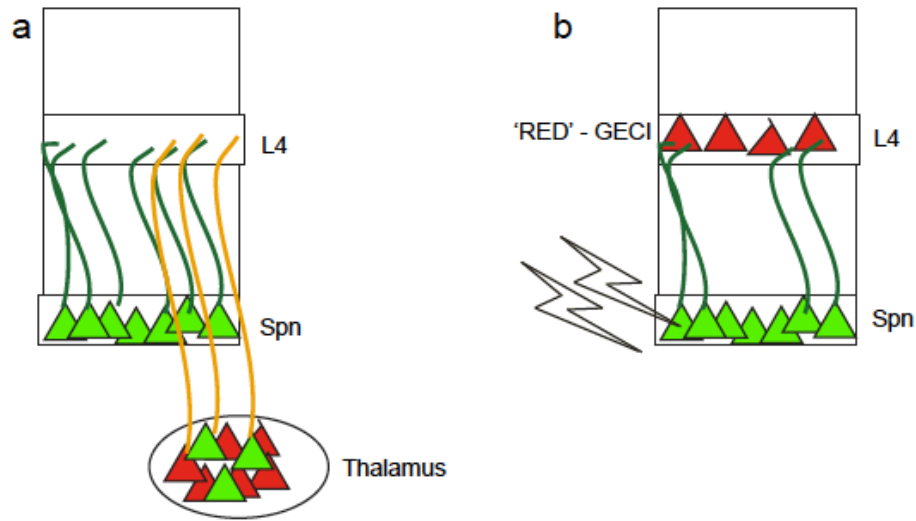 a
L4
Spn
Thalamus
b
'RED' - GECI
L4
Spn